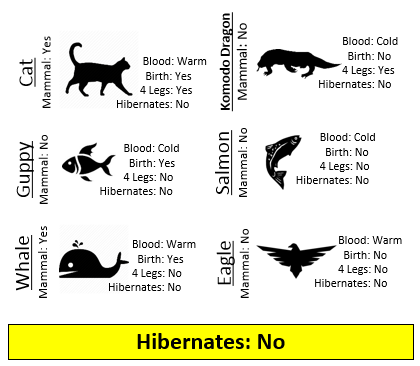 Cat
Mammal: Yes
Blood: Warm
Birth: Yes
4 Legs: Yes
Hibernates: No
Komodo Dragon
Mammal: No
Blood: Cold
Birth: No
4 Legs: Yes
Hibernates: No
Guppy
Mammal: No
Blood: Cold
Birth: Yes
4 Legs: No
Hibernates: No
Salmon
Mammal: No
Blood: Cold
Birth: No
4 Legs: No
Hibernates: No
Whale
Mammal: Yes
Blood: Warm
Birth: Yes
4 Legs: No
Hibernates: No
Eagle
Mammal: No
Blood: Warm
Birth: No
4 Legs: No
Hibernates: No
Hibernates: No